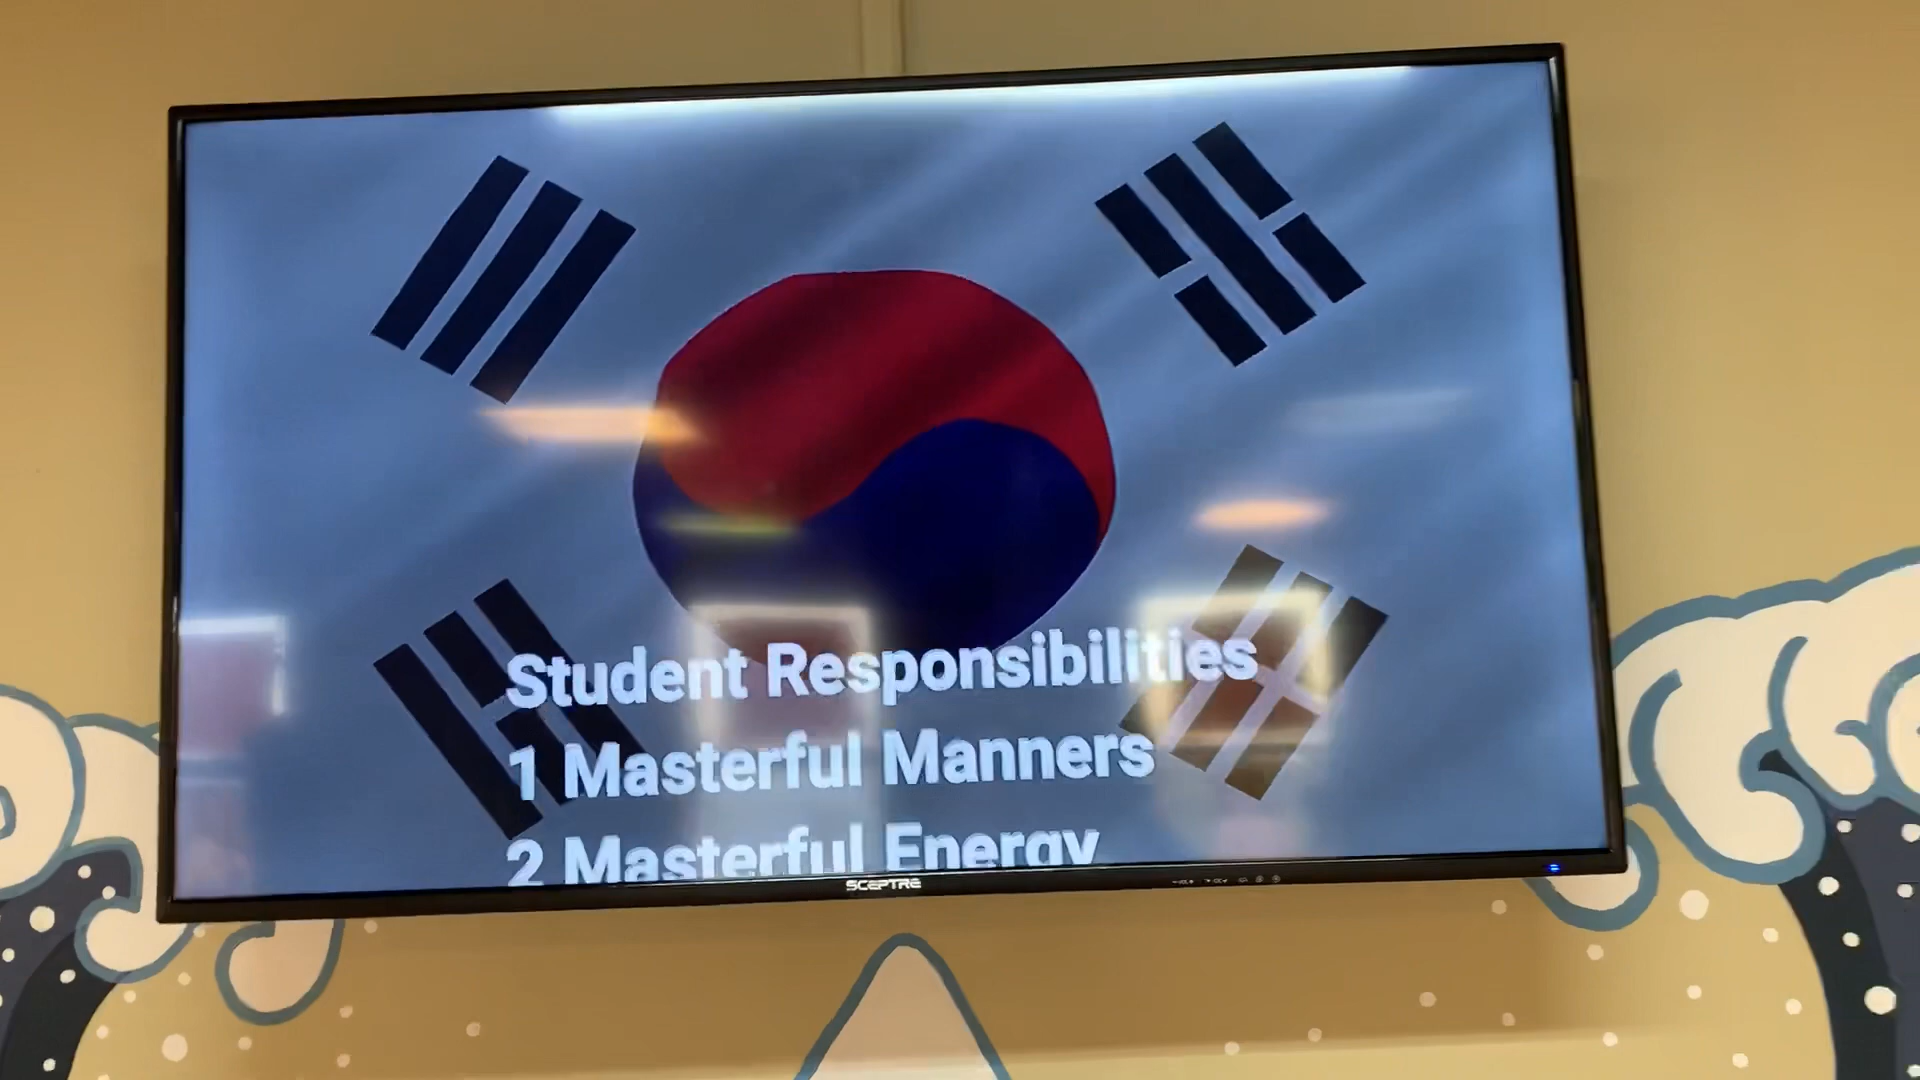 Student Responsibilities
1 Masterful Manners
2 Masterful Energy
SCEPTRE